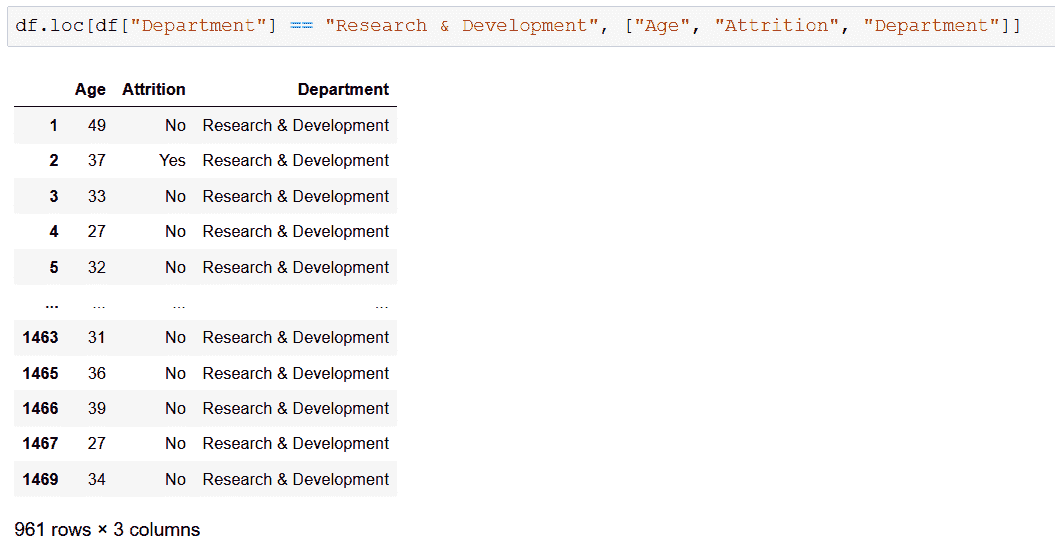 df.loc[df["Department"] == "Research & Development", ["Age", "Attrition", "Department"]]
Age Attrition Department
1 49 No Research & Development
2 37 Yes Research & Development
3 33 No Research & Development
4 27 No Research & Development
5 32 No Research & Development
... ... ... ...
1463 31 No Research & Development
1465 36 No Research & Development
1466 39 No Research & Development
1467 27 No Research & Development
1469 34 No Research & Development
961 rows × 3 columns